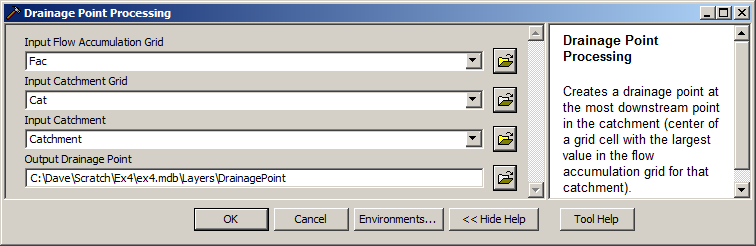 Drainage Point Processing
Input Flow Accumulation Grid
Fac
Input Catchment Grid
Cat
Input Catchment
Catchment
Output Drainage Point
C:\Dave\Scratch\Ex4\ex4.mdb\Layers\DrainagePoint
OK
Cancel
Environments...
<< Hide Help
Tool Help
Drainage Point
Processing
Creates a drainage point at
the most downstream point
in the catchment (center of
a grid cell with the largest
value in the flow
accumulation grid for that
catchment).